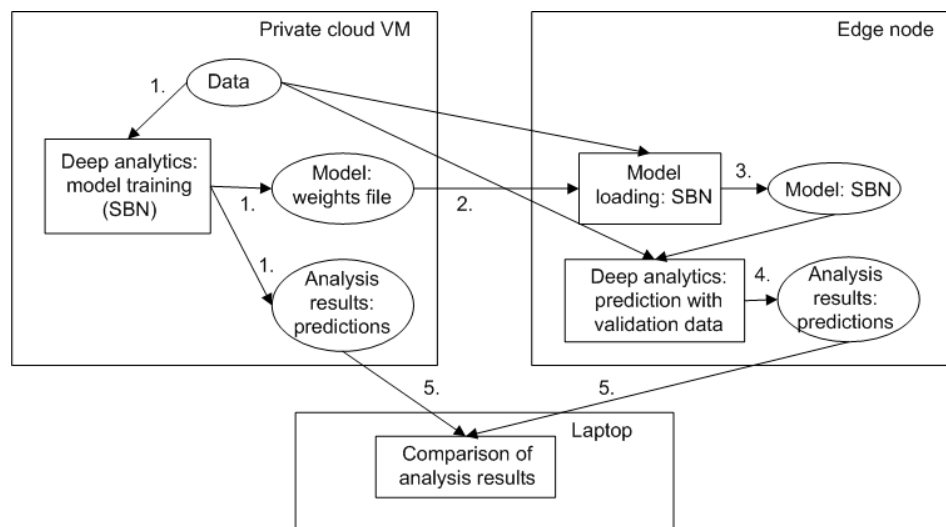 Private cloud VM
Edge node
1.
Data
Deep analytics:
model training
(SBN)
1.
Model:
weights file
2.
Model
loading: SBN
3.
Model: SBN
1.
Analysis
results:
predictions
Deep analytics:
prediction with
validation data
4.
Analysis
results:
predictions
5.
5.
Laptop
Comparison of
analysis results